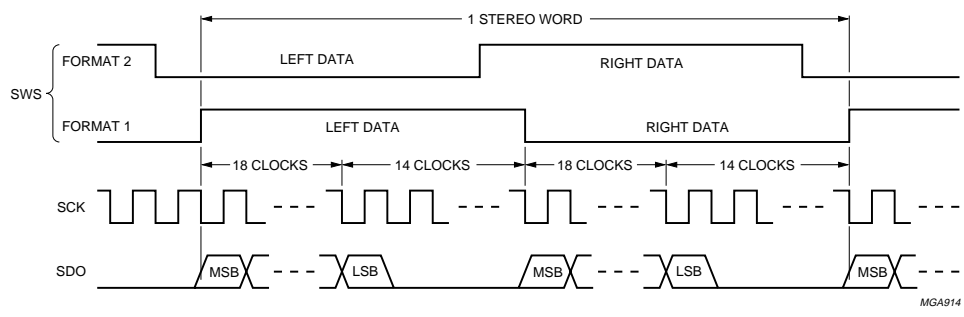 1 STEREO WORD
FORMAT 2
LEFT DATA
RIGHT DATA
SWS
FORMAT 1
LEFT DATA
RIGHT DATA
18 CLOCKS
14 CLOCKS
18 CLOCKS
14 CLOCKS
SCK
SDO
MSB
LSB
MSB
LSB
MSB
MGA914